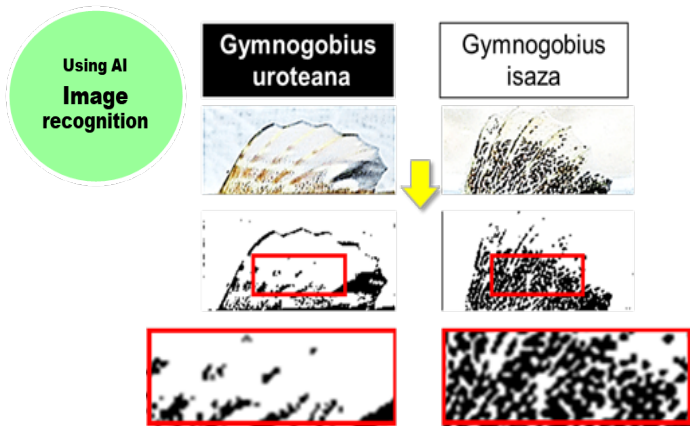 Using AI
Image
recognition
Gymnogobius
uroteana
Gymnogobius
isaza